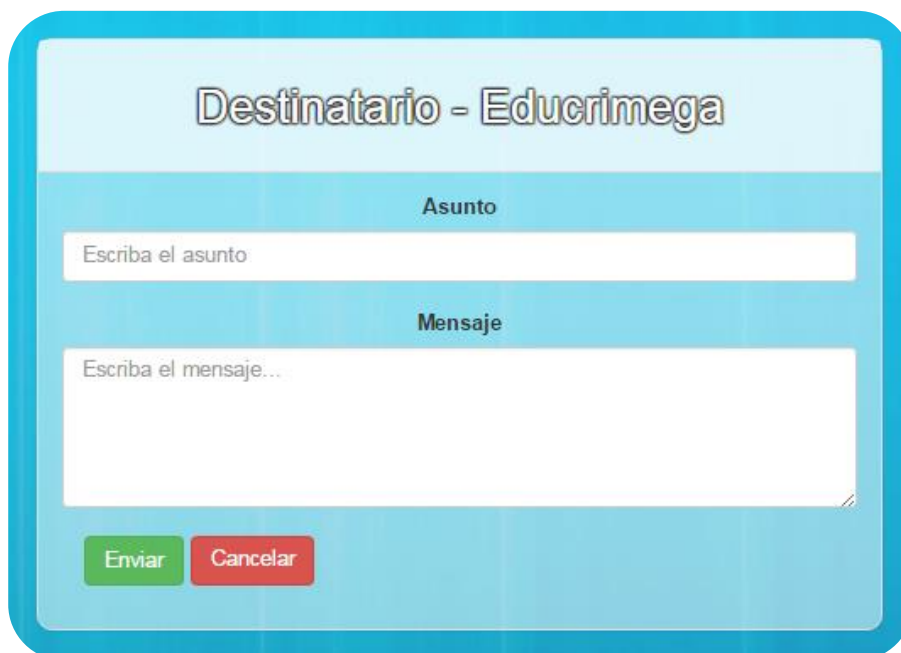 Destinatario - Educrimega
Asunto
Escriba el asunto
Mensaje
Escriba el mensaje...
Enviar Cancelar